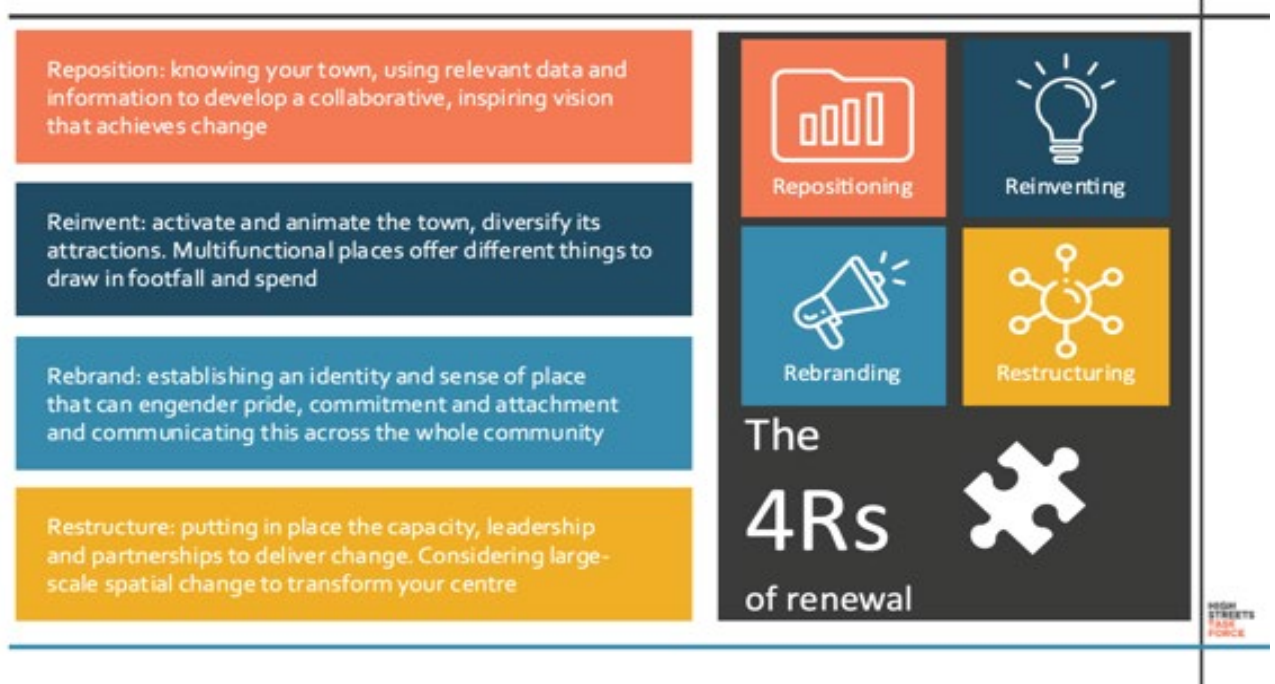 Reposition: knowing your town, using relevant data and
information to develop a collaborative, inspiring vision
that achieves change
Reinvent: activate and animate the town, diversify its
attractions. Multifunctional places offer different things to
draw in footfall and spend
Rebrand: establishing an identity and sense of place
that can engender pride, commitment and attachment
and communicating this across the whole community
Restructure: putting in place the capacity, leadership
and partnerships to deliver change. Considering large-
scale spatial change to transform your centre
Repositioning
Reinventing
Rebranding
Restructuring
The
4Rs
of renewal
HIGH
STREETS
TASK
FORCE